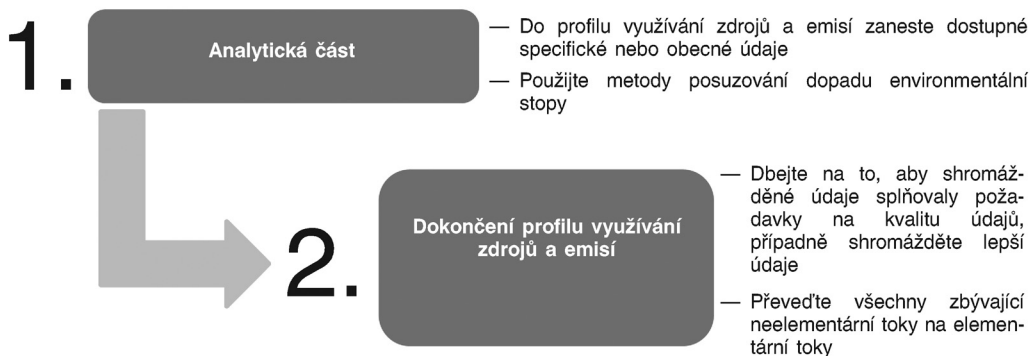 1.
Analytická část
— Do profilu využívání zdrojů a emisí zaneste dostupné
specifické nebo obecné údaje
— Použijte metody posuzování dopadu environmentální
stopy
2.
Dokončení profilu využívání
zdrojů a emisí
— Dbejte na to, aby shromáž-
děné údaje splňovaly poža-
davky na kvalitu údajů,
případně shromážděte lepší
údaje
— Převeďte všechny zbývající
neelementární toky na elemen-
tární toky